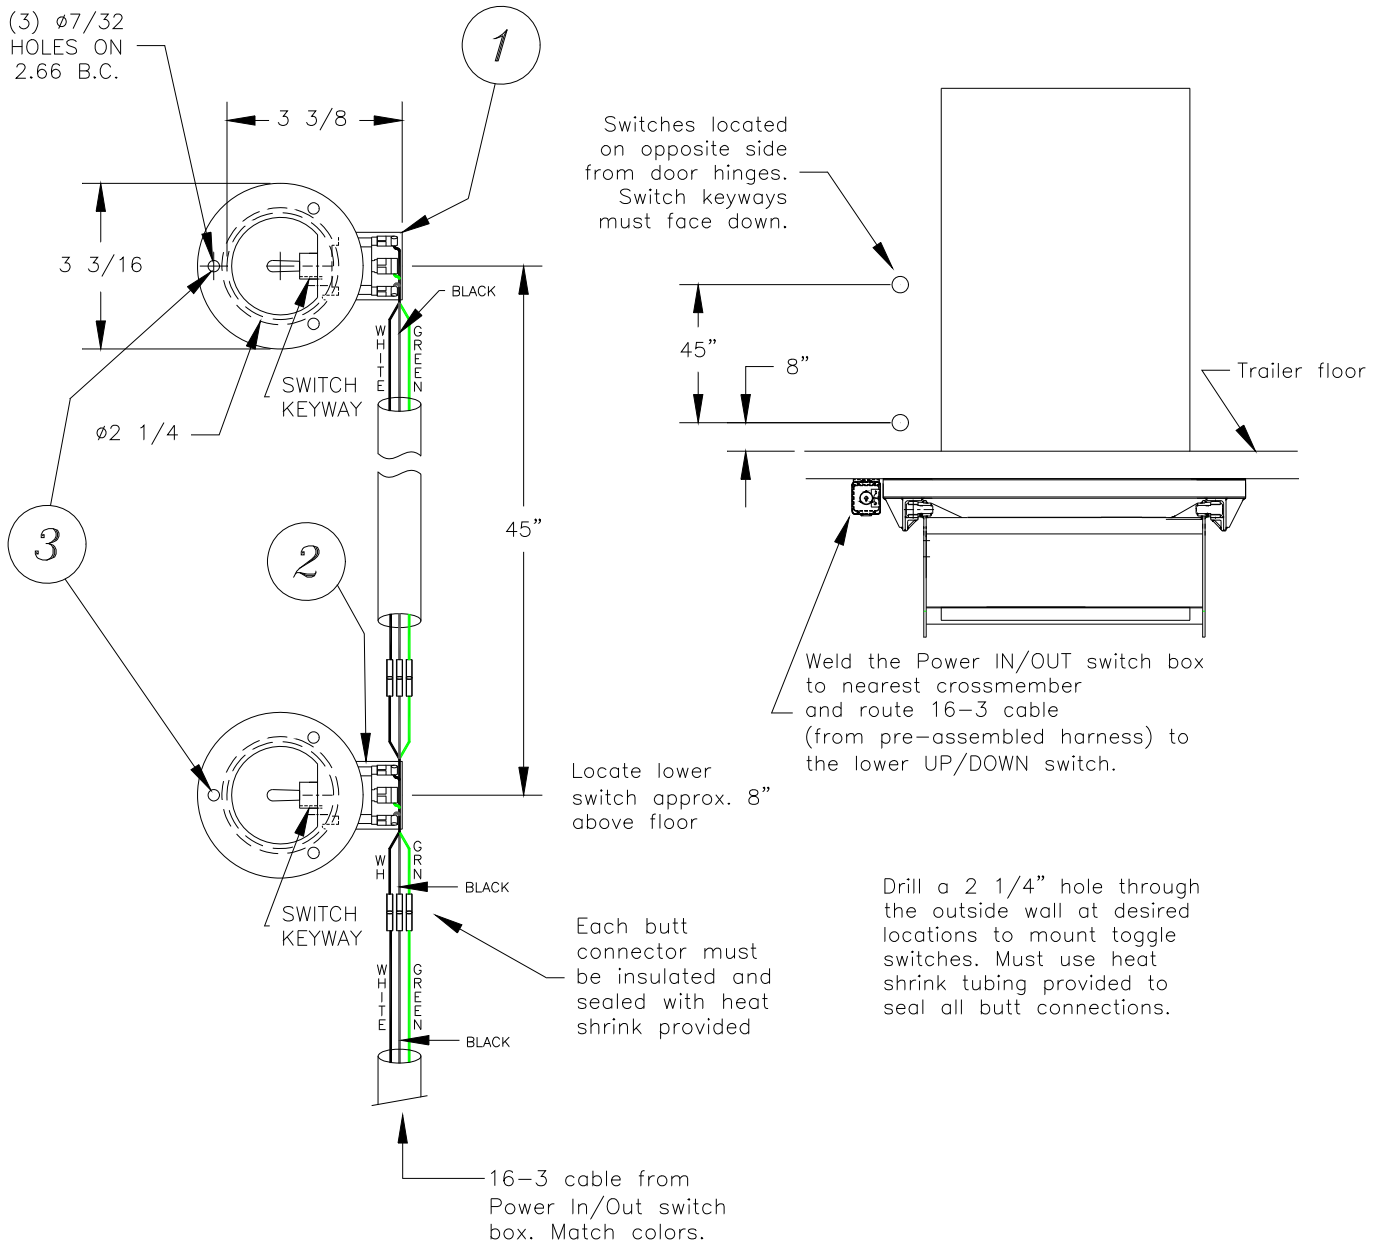 (3) ø7/32
HOLES ON
2.66 B.C.
1
3 3/8
3 3/16
BLACK
WHITE
GREEN
SWITCH
KEYWAY
ø2 1/4
45”
3
2
Locate lower
switch approx. 8”
above floor
WH
GRN
BLACK
SWITCH
KEYWAY
Each butt
connector must
be insulated and
sealed with heat
shrink provided
WHITE
GREEN
BLACK
16-3 cable from
Power In/Out switch
box. Match colors.
Switches located
on opposite side
from door hinges.
Switch keyways
must face down.
45”
8”
Trailer floor
Weld the Power IN/OUT switch box
to nearest crossmember
and route 16-3 cable
(from pre-assembled harness) to
the lower UP/DOWN switch.
Drill a 2 1/4” hole through
the outside wall at desired
locations to mount toggle
switches. Must use heat
shrink tubing provided to
seal all butt connections.